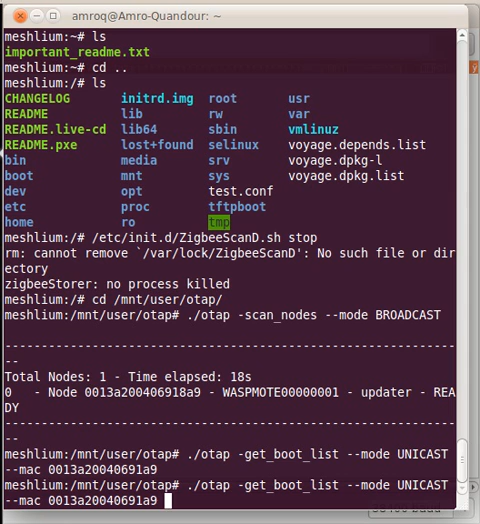 amroq@Amro-Quandour: ~
meshlium:~# ls
important_readme.txt
meshlium:~# cd ..
meshlium:/# ls
CHANGELOG initrd.img root usr
README lib rw var
README.live-cd lib64 sbin vmlinuz
README.pxe lost+found selinux voyage.depends.list
bin media srv voyage.dpkg-l
boot mnt sys voyage.dpkg.list
dev opt test.conf
etc proc tftpboot
home ro tmp
meshlium:/# /etc/init.d/ZigbeeScanD.sh stop
rm: cannot remove `/var/lock/ZigbeeScanD': No such file or dir
ectory
zigbeeStorer: no process killed
meshlium:/# cd /mnt/user/otap/
meshlium:/mnt/user/otap# ./otap -scan_nodes --mode BROADCAST
--------------------------------------------------------------
--
Total Nodes: 1 - Time elapsed: 18s
0 - Node 0013a200406918a9 - WASPMOTE00000001 - updater - REA
DY
--------------------------------------------------------------
--
meshlium:/mnt/user/otap# ./otap -get_boot_list --mode UNICAST
--mac 0013a20040691a9
meshlium:/mnt/user/otap# ./otap -get_boot_list --mode UNICAST
--mac 0013a20040691a9